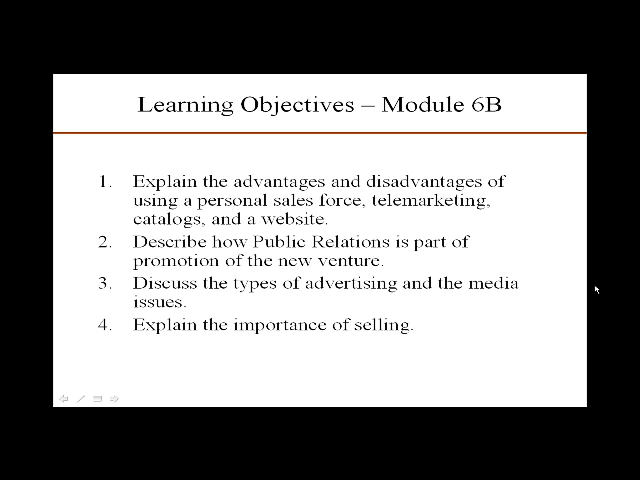 Learning Objectives – Module 6B
1. Explain the advantages and disadvantages of
using a personal sales force, telemarketing,
catalogs, and a website.
2. Describe how Public Relations is part of
promotion of the new venture.
3. Discuss the types of advertising and the media
issues.
4. Explain the importance of selling.